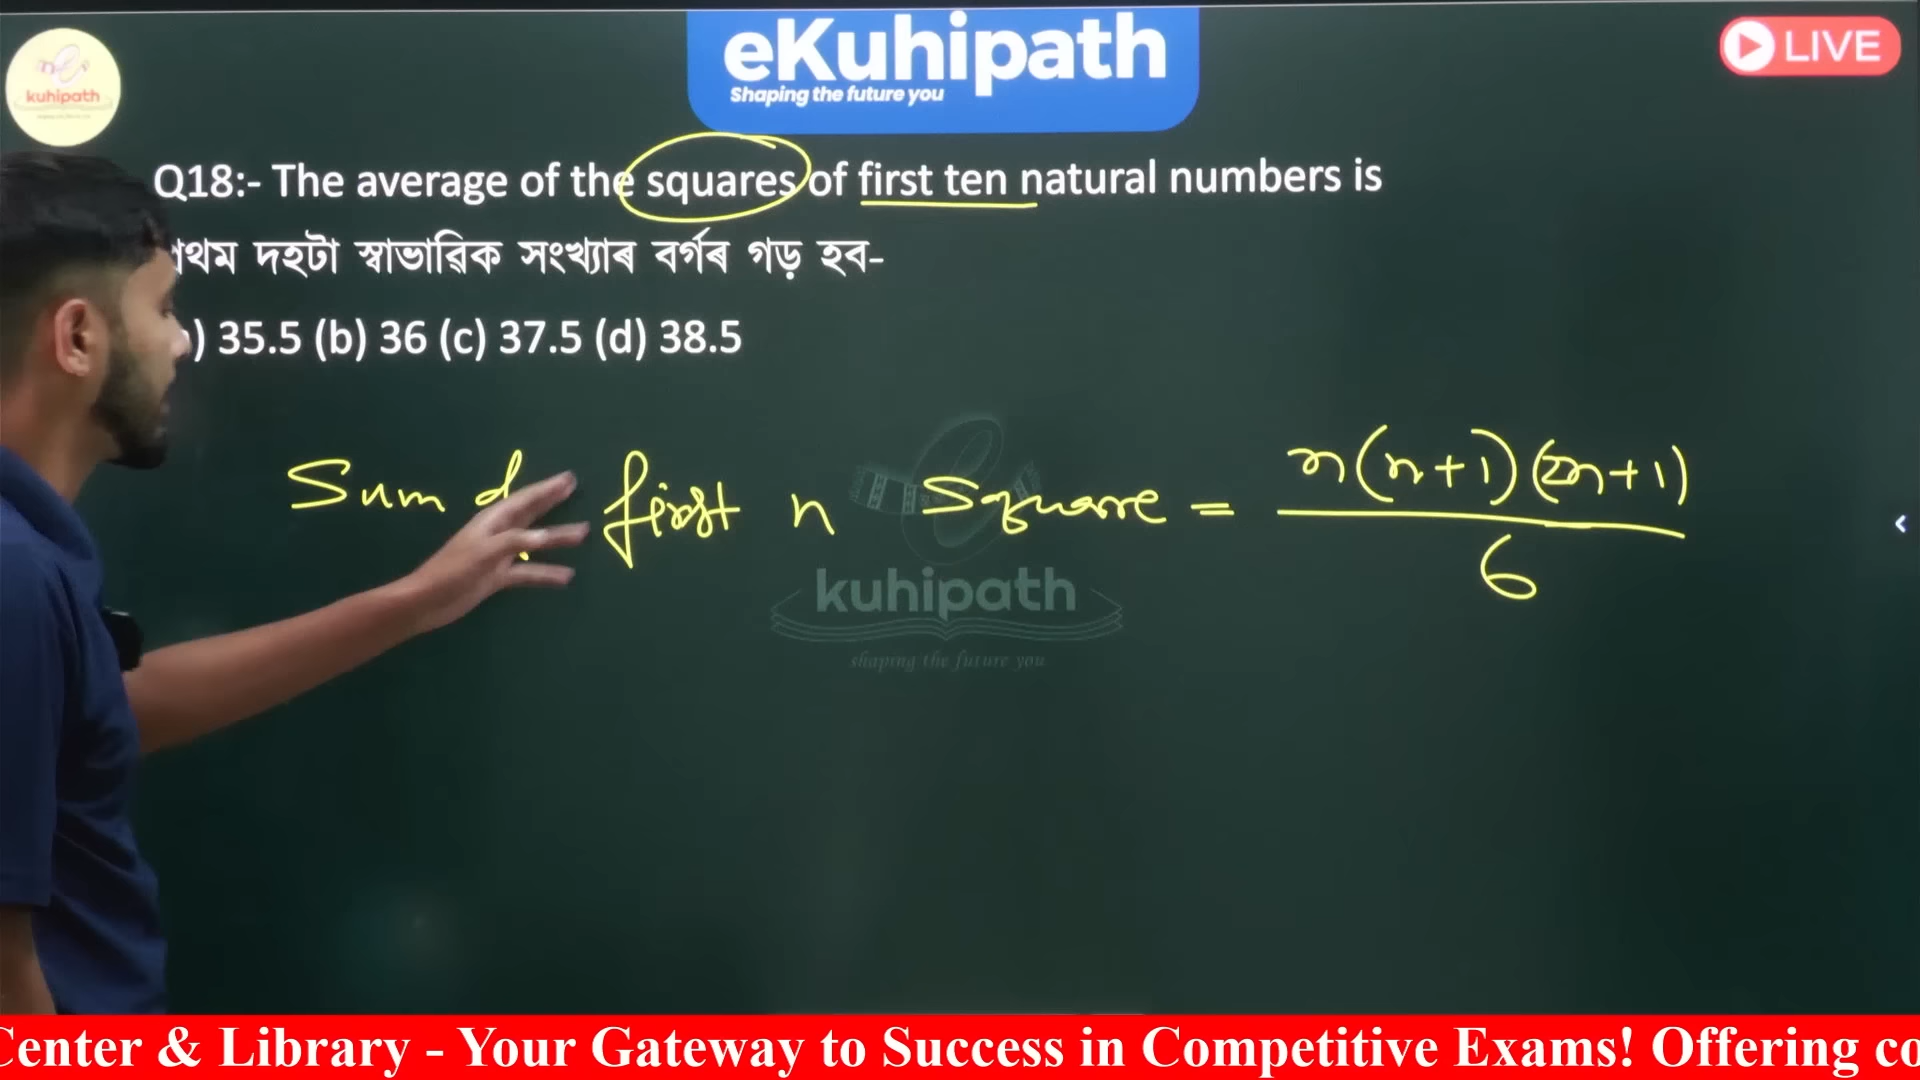 eKuhipath
Shaping the future you
LIVE
kuhipath
Q18:- The average of the squares of first ten natural numbers is
দহটা স্বাভাৱিক সংখ্যাৰ বৰ্গৰ গড় হব-
) 35.5 (b) 36 (c) 37.5 (d) 38.5
Sum first n Square = n(n+1)(2n+1)
6
kuhipath
shaping the future you
Center & Library - Your Gateway to Success in Competitive Exams! Offering co